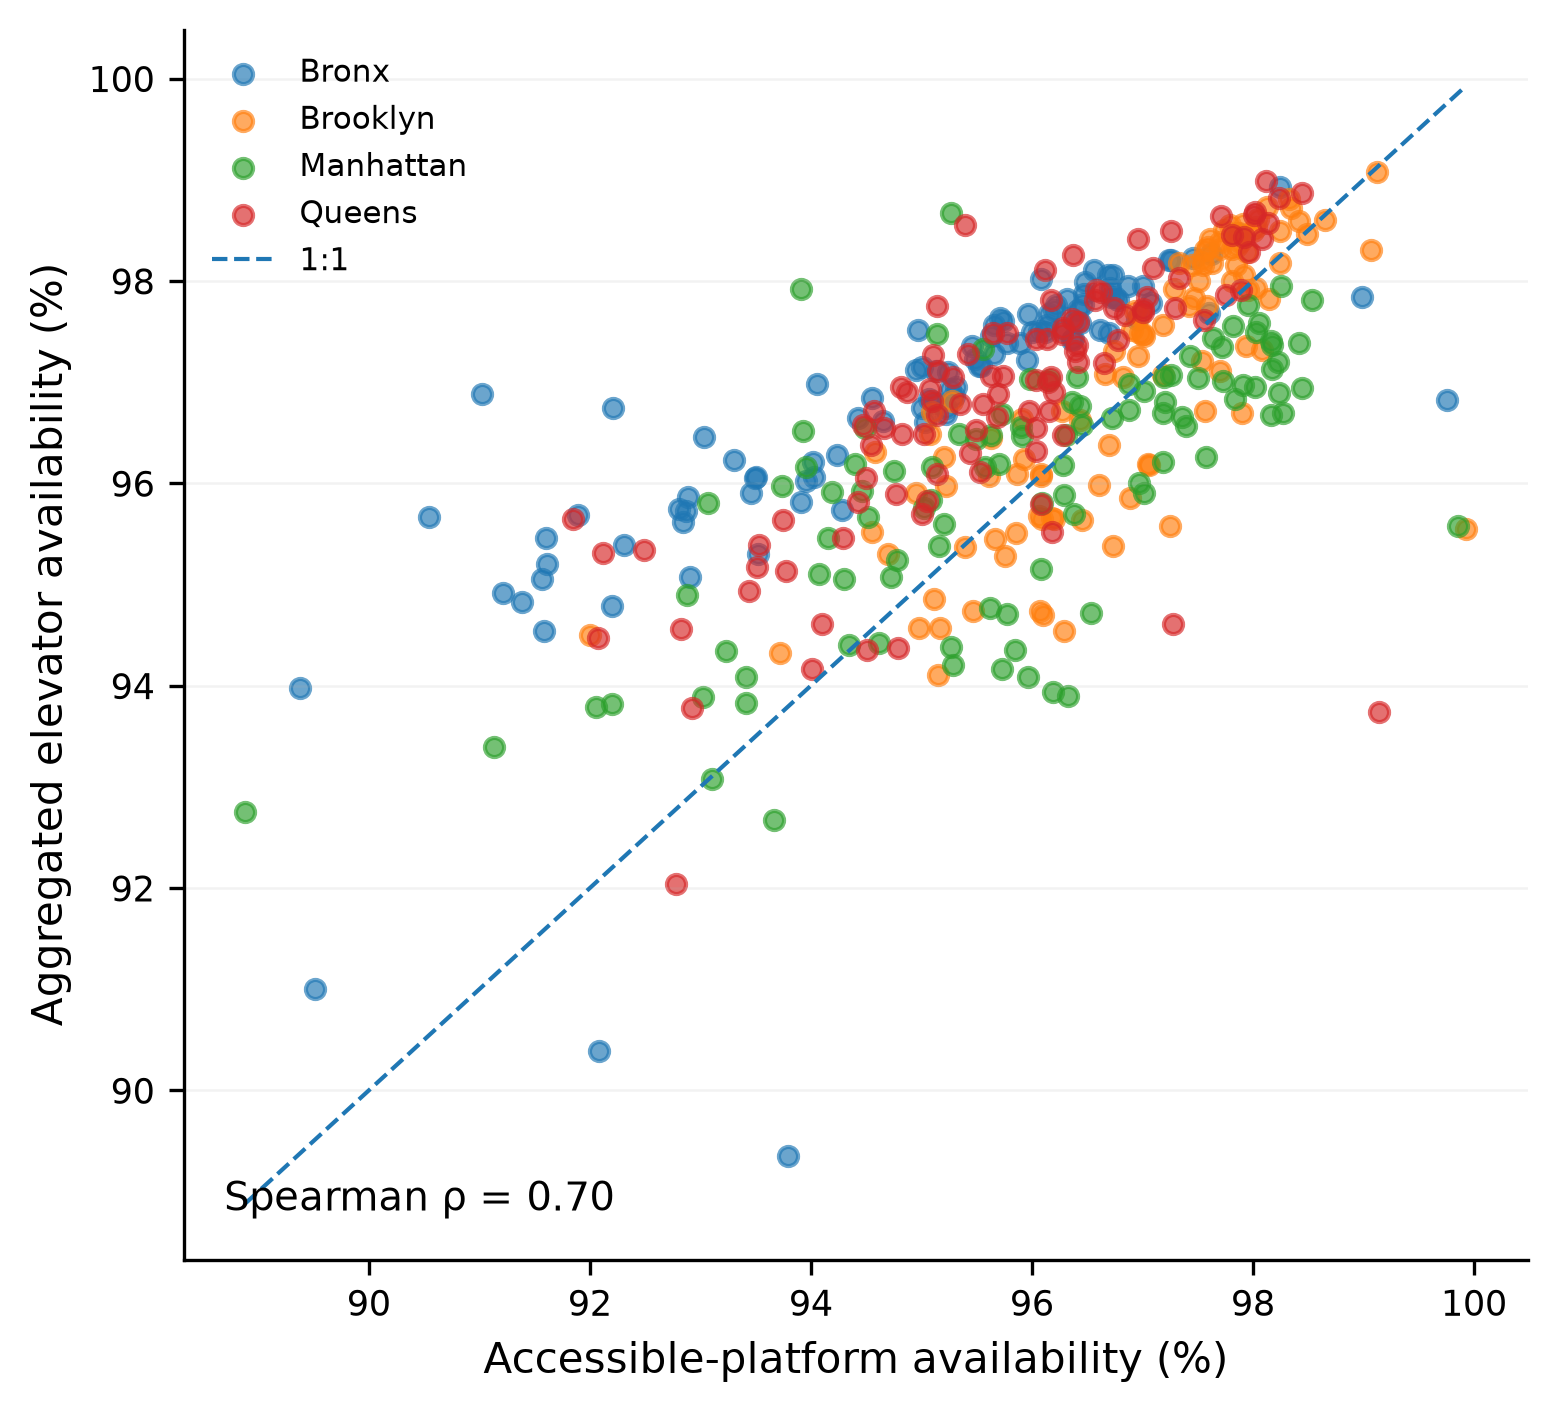 Bronx
Brooklyn
Manhattan
Queens
1:1
100
98
96
94
92
90
Aggregated elevator availability (%)
Spearman ρ = 0.70
90 92 94 96 98 100
Accessible-platform availability (%)